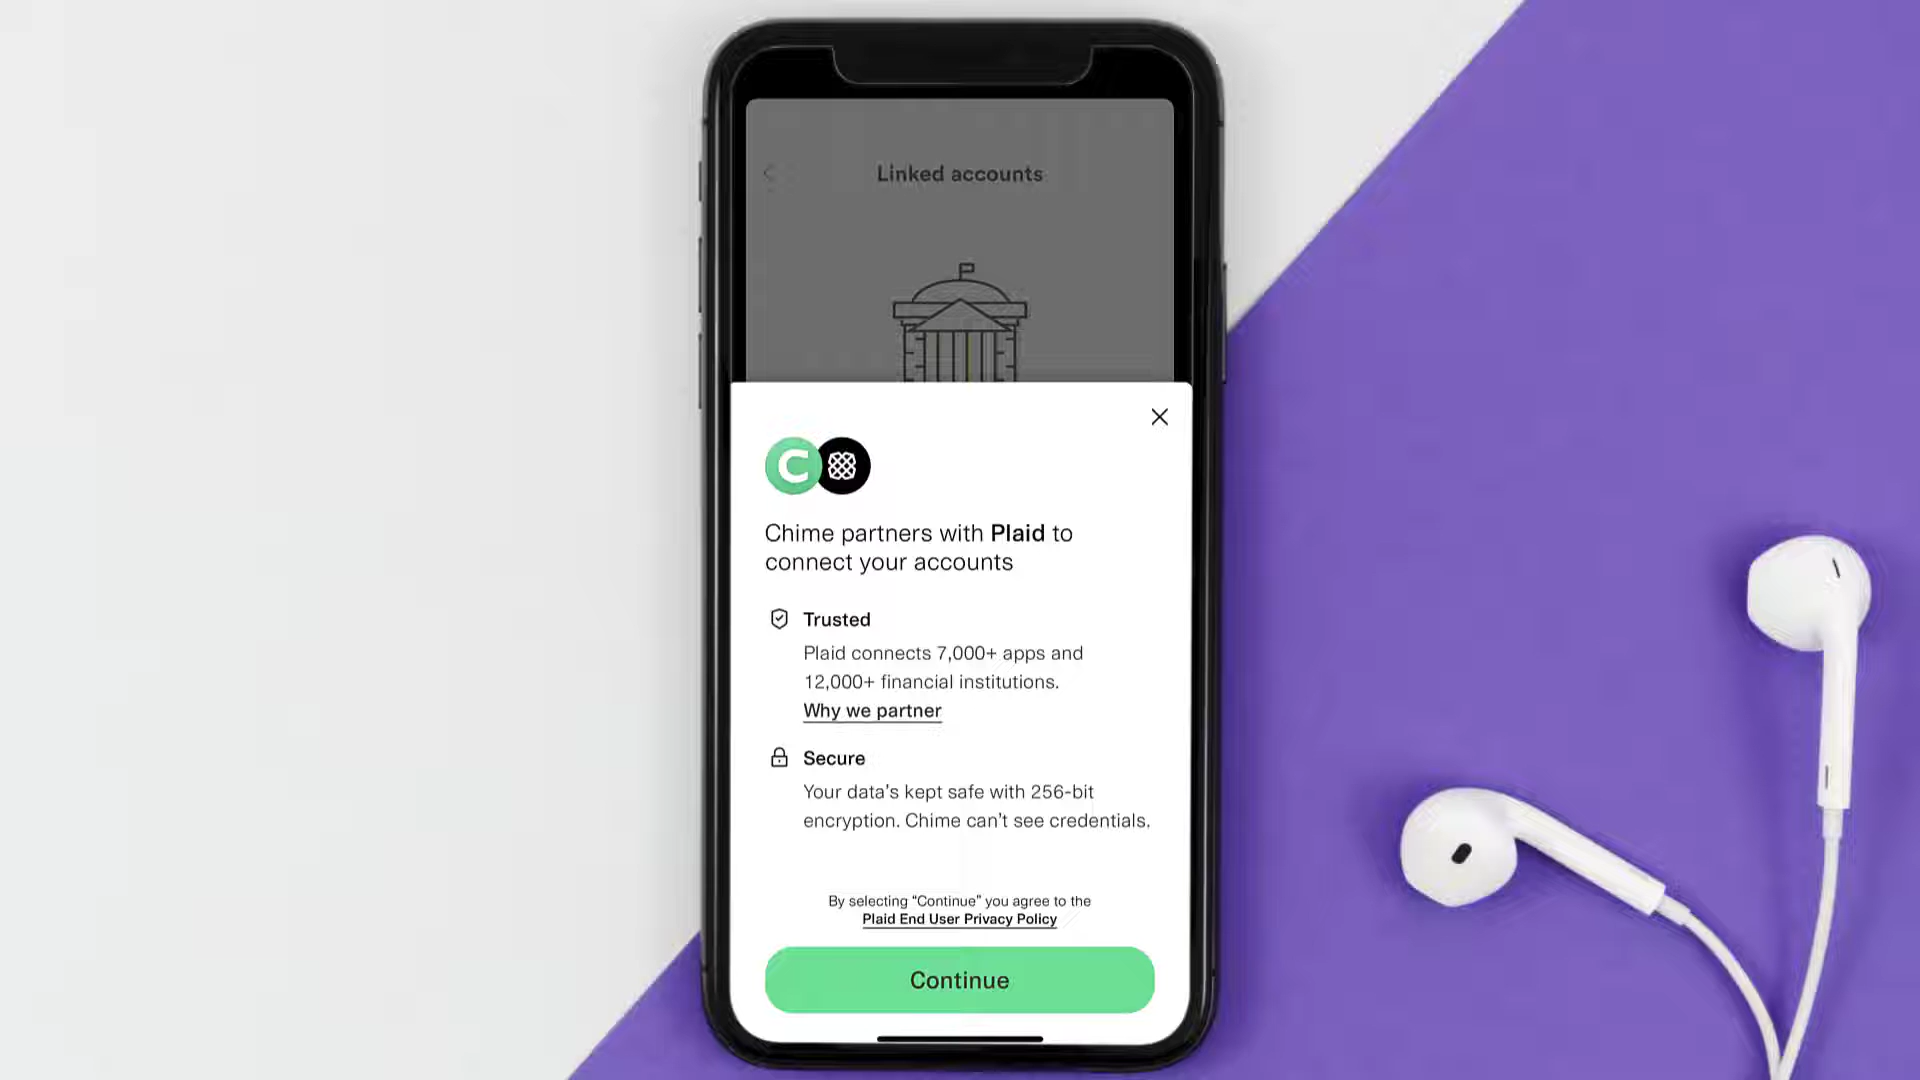 Linked accounts
C
Chime partners with Plaid to
connect your accounts
Trusted
Plaid connects 7,000+ apps and
12,000+ financial institutions.
Why we partner
Secure
Your data’s kept safe with 256-bit
encryption. Chime can’t see credentials.
By selecting “Continue” you agree to the
Plaid End User Privacy Policy
Continue